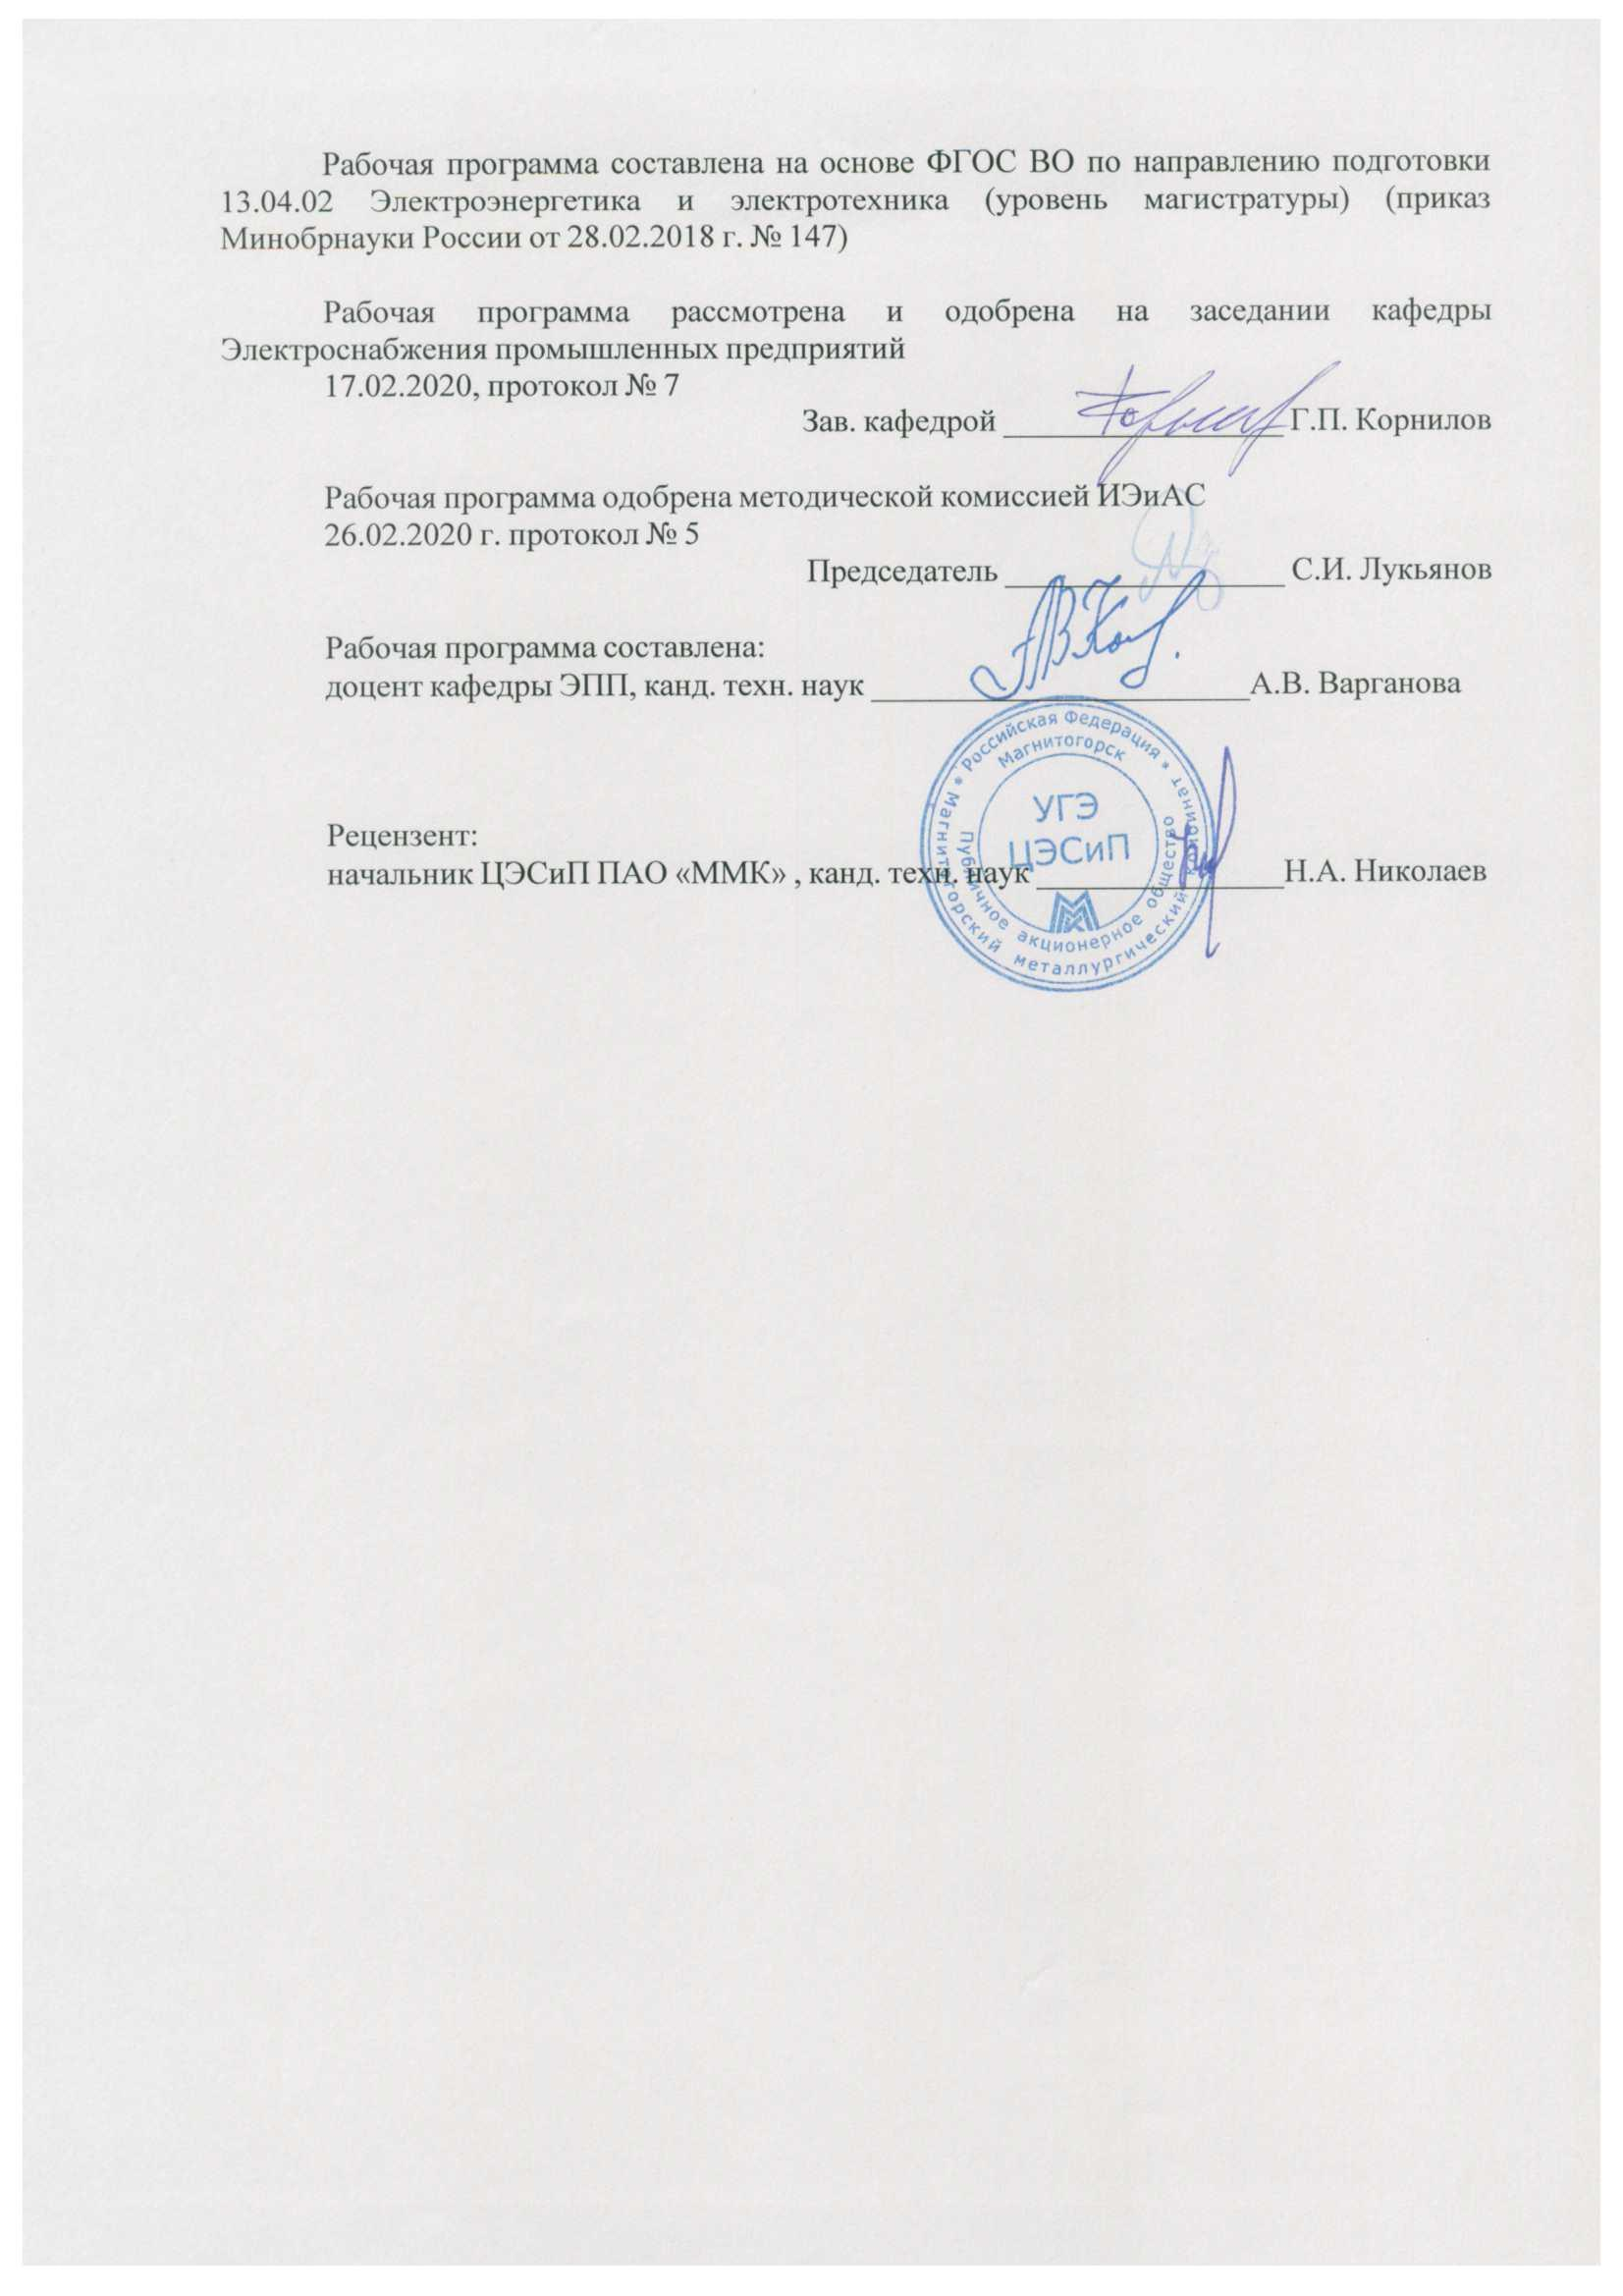 Рабочая программа составлена на основе ФГОС ВО по направлению подготовки
13.04.02 Электроэнергетика и электротехника (уровень магистратуры) (приказ
Минобрнауки России от 28.02.2018 г. № 147)
Рабочая программа рассмотрена и одобрена на заседании кафедры
Электроснабжения промышленных предприятий
17.02.2020, протокол № 7
Зав. кафедрой Г.П. Корнилов
Рабочая программа одобрена методической комиссией ИЭиАС
26.02.2020 г. протокол № 5
Председатель С.И. Лукьянов
Рабочая программа составлена:
доцент кафедры ЭПП, канд. техн. наук А.В. Варганова
Российская Федерация
Магнитогорск
УГЭ
ЦЭСиП
Публичное акционерное общество
Магнитогорский металлургический комбинат
Рецензент:
начальник ЦЭСиП ПАО «ММК» , канд. техн. наук Н.А. Николаев